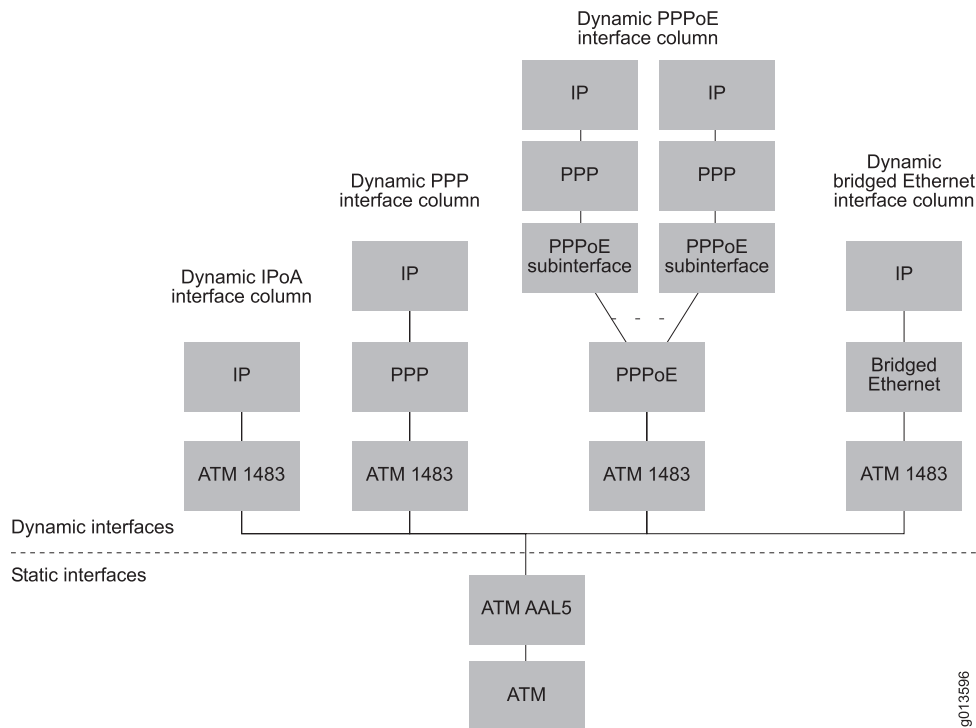 Dynamic PPPoE
interface column
IP
IP
PPP
PPP
PPPoE
subinterface
PPPoE
subinterface
Dynamic
bridged Ethernet
interface column
Dynamic PPP
interface column
Dynamic IPoA
interface column
IP
IP
IP
PPP
PPPoE
Bridged
Ethernet
ATM 1483
ATM 1483
ATM 1483
ATM 1483
Dynamic interfaces
Static interfaces
ATM AAL5
ATM
g013596